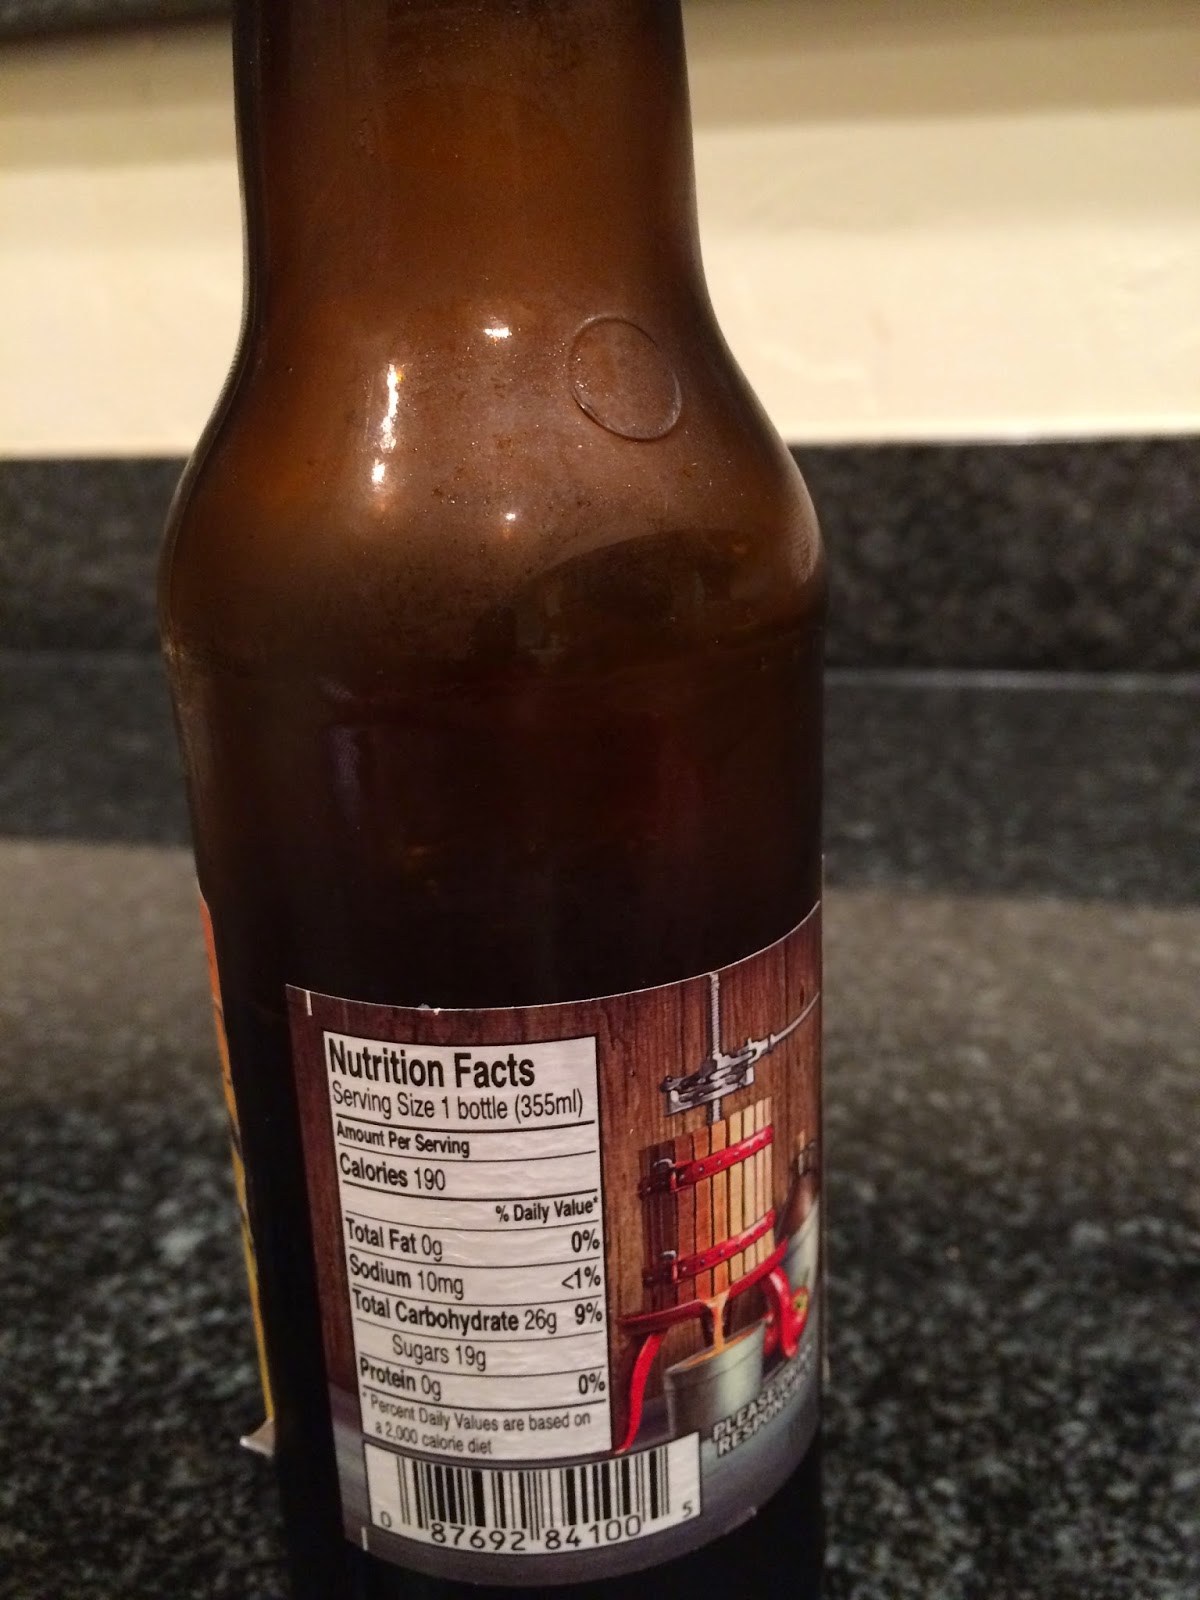 Nutrition Facts
Serving Size 1 bottle (355ml)
Amount Per Serving
Calories 190
% Daily Value*
Total Fat 0g 0%
Sodium 10mg <1%
Total Carbohydrate 26g 9%
Sugars 19g
Protein 0g 0%
* Percent Daily Values are based on
a 2,000 calorie diet
PLEASE
0 87692 84100 5